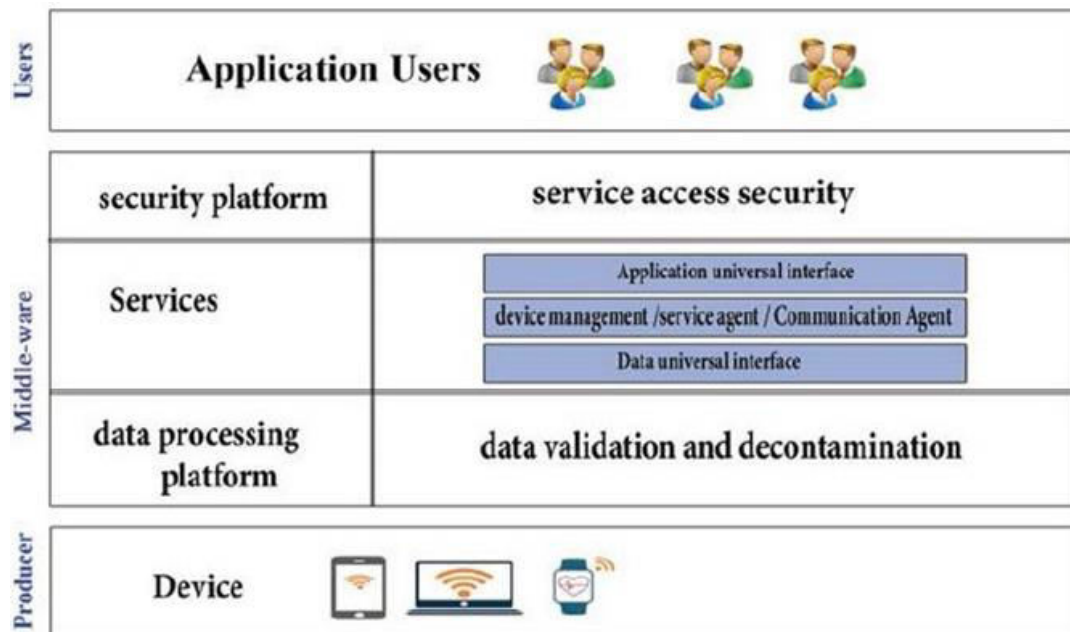 Users
Application Users
Middle-ware
security platform
service access security
Services
Application universal interface
device management /service agent / Communication Agent
Data universal interface
data processing
platform
data validation and decontamination
Producer
Device